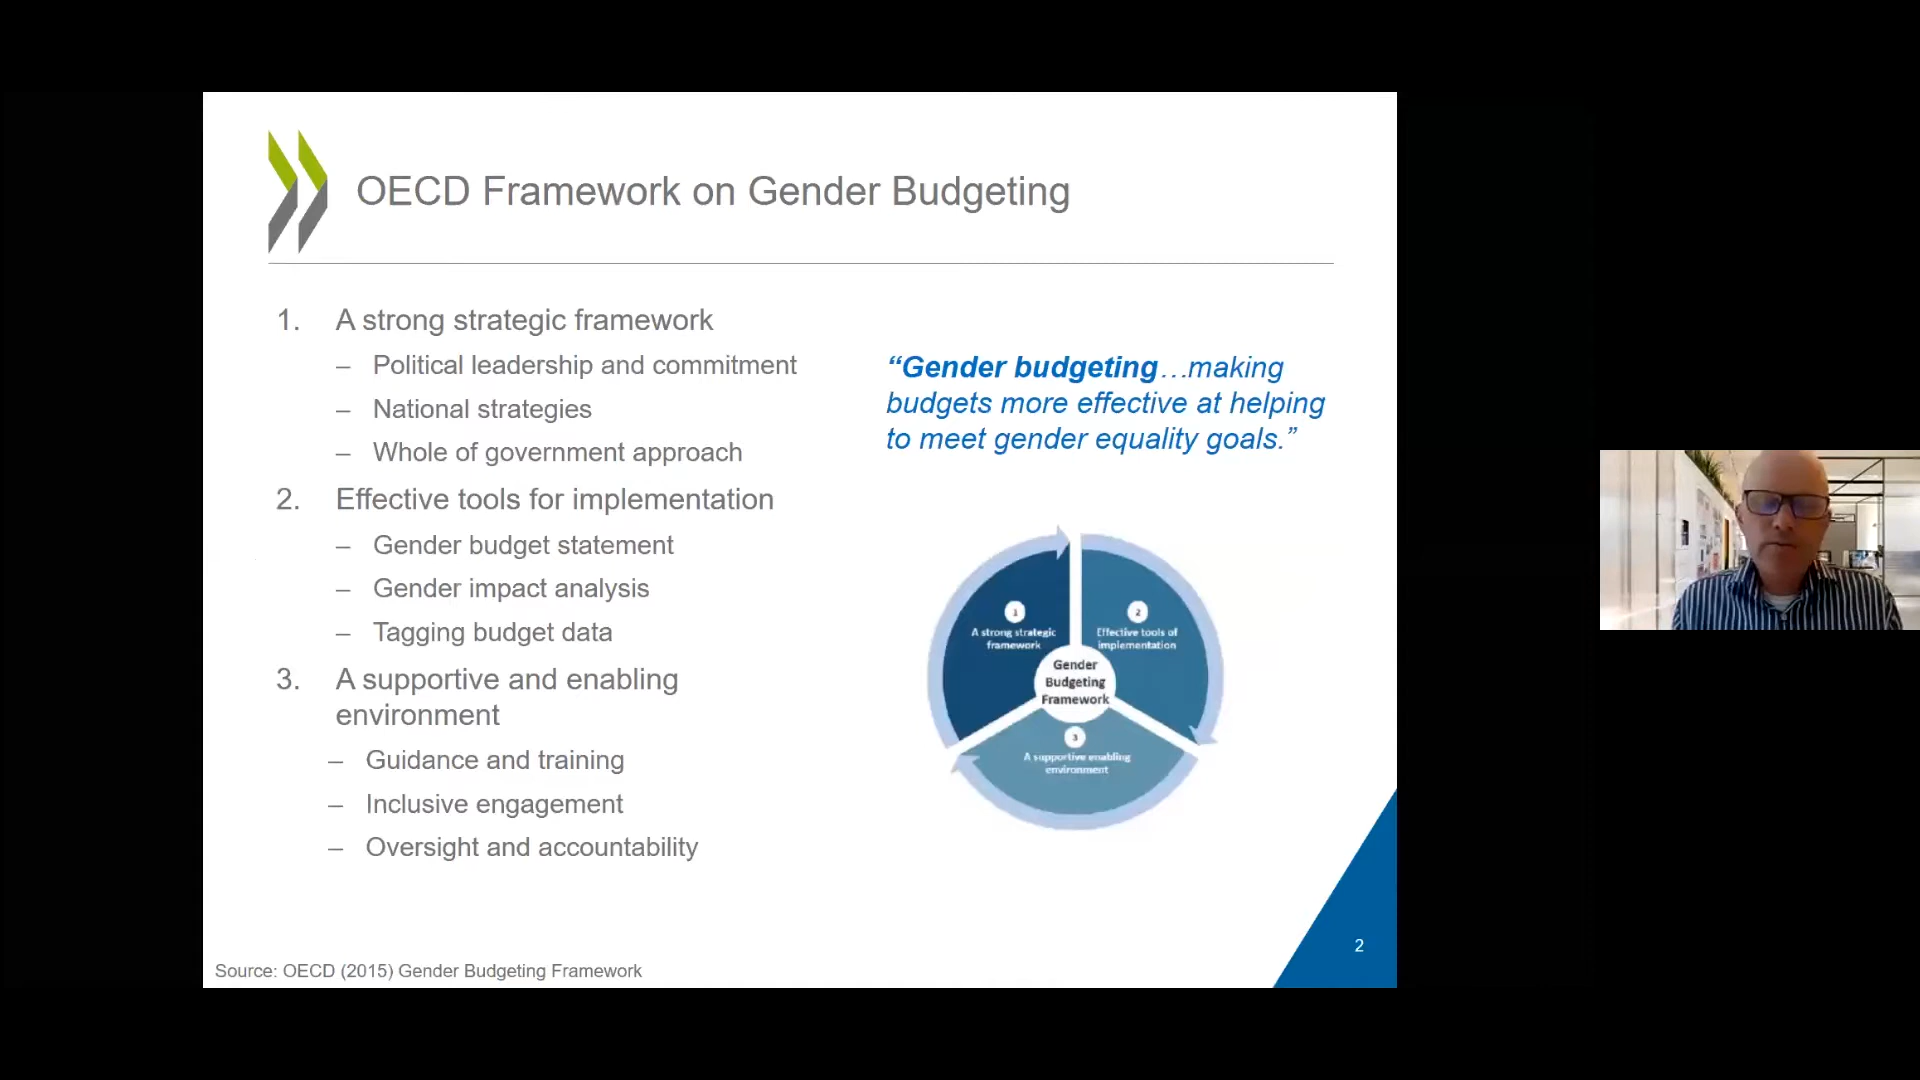 OECD Framework on Gender Budgeting
1. A strong strategic framework
– Political leadership and commitment
– National strategies
– Whole of government approach
2. Effective tools for implementation
– Gender budget statement
– Gender impact analysis
– Tagging budget data
3. A supportive and enabling
environment
– Guidance and training
– Inclusive engagement
– Oversight and accountability
“Gender budgeting…making
budgets more effective at helping
to meet gender equality goals.”
1
A strong strategic
framework
2
Effective tools of
implementation
Gender
Budgeting
Framework
3
A supportive enabling
environment
Source: OECD (2015) Gender Budgeting Framework
2